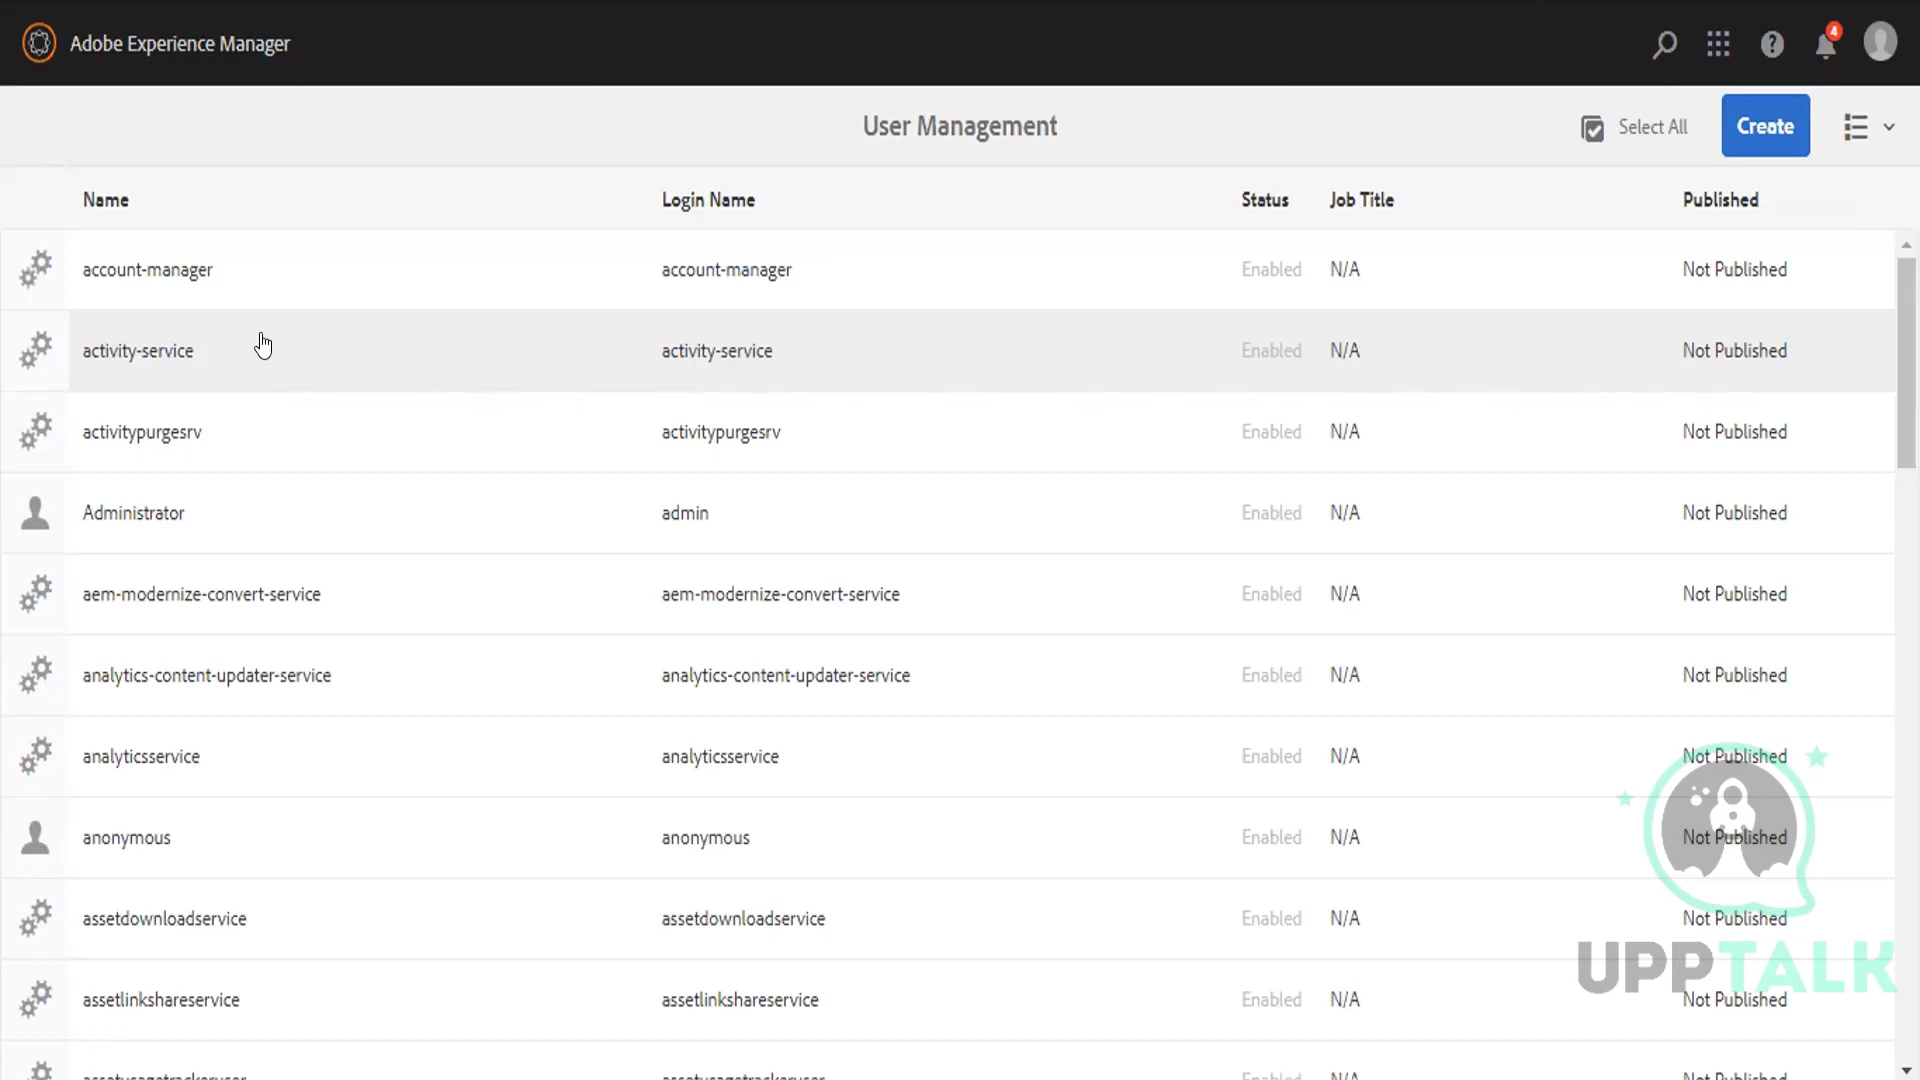 Adobe Experience Manager
4
User Management
Select All
Create
Name Login Name Status Job Title Published
account-manager account-manager Enabled N/A Not Published
activity-service activity-service Enabled N/A Not Published
activitypurgesrv activitypurgesrv Enabled N/A Not Published
Administrator admin Enabled N/A Not Published
aem-modernize-convert-service aem-modernize-convert-service Enabled N/A Not Published
analytics-content-updater-service analytics-content-updater-service Enabled N/A Not Published
analyticsservice analyticsservice Enabled N/A Not Published
anonymous anonymous Enabled N/A Not Published
assetdownloadservice assetdownloadservice Enabled N/A Not Published
UPPTALK
assetlinkshareservice assetlinkshareservice Enabled N/A Not Published
Enabled N/A Not Published